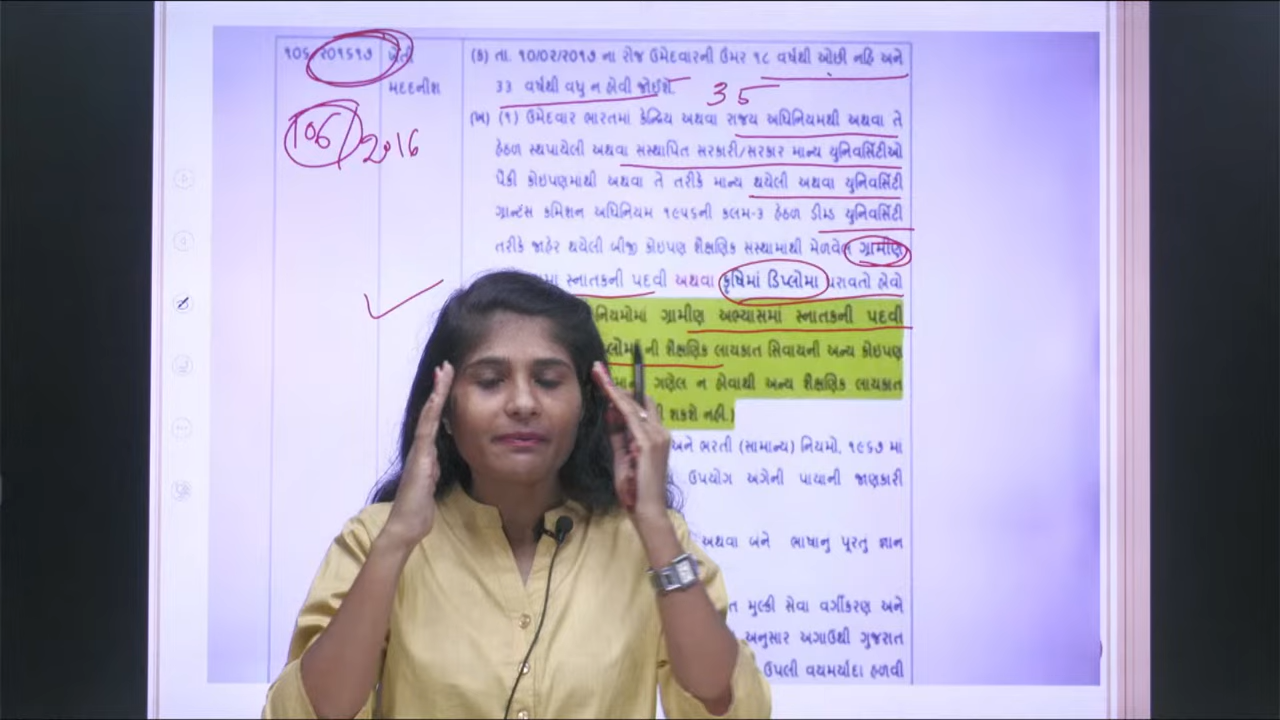 ૧૦૬ ૨૦૧૬૧૭ ખેતી
મદદનીશ
106/2016
(ક) તા. ૧૦/૦૨/૨૦૧૭ ના રોજ ઉમેદવારની ઉંમર ૧૮ વર્ષથી ઓછી નહિ અને
૩૩ વર્ષથી વધુ ન હોવી જોઈશે. 35
(ખ) (૧) ઉમેદવાર ભારતમાં કેન્દ્રિય અથવા રાજ્ય અધિનિયમથી અથવા તે
હેઠળ સ્થપાયેલી અથવા સંસ્થાપિત સરકારી/સરકાર માન્ય યુનિવર્સિટીઓ
પૈકી કોઇપણમાંથી અથવા તે તરીકે માન્ય થયેલી અથવા યુનિવર્સિટી
ગ્રાન્ટસ કમિશન અધિનિયમ ૧૯૫૬ની કલમ-૩ હેઠળ ડીમ્ડ યુનિવર્સિટી
તરીકે જાહેર થયેલી બીજી કોઇપણ શૈક્ષણિક સંસ્થામાંથી મેળવેલ ગ્રામીણ
સ્નાતકની પદવી અથવા કૃષિમાં ડિપ્લોમા ધરાવતો હોવો
નિયમોમાં ગ્રામીણ અભ્યાસમાં સ્નાતકની પદવી
ની શૈક્ષણિક લાયકાત સિવાયની અન્ય કોઇપણ
ગણેલ ન હોવાથી અન્ય શૈક્ષણિક લાયકાત
શકશે નહીં.)
અને ભરતી (સામાન્ય) નિયમો, ૧૯૬૭ મા
ઉપયોગ અંગેની પાયાની જાણકારી
અથવા બંને ભાષાનું પૂરતુ જ્ઞાન
મુલ્કી સેવા વર્ગીકરણ અને
અનુસાર અગાઉથી ગુજરાત
ઉપલી વયમર્યાદા હળવી